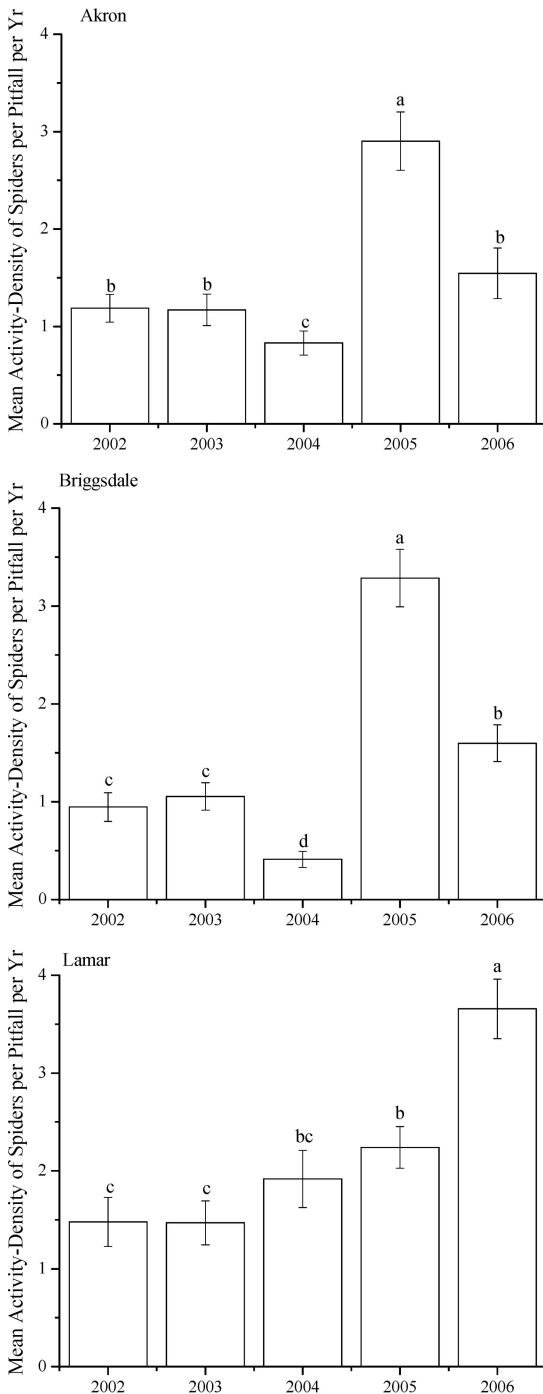 Akron
Mean Activity-Density of Spiders per Pitfall per Yr
4
3
2
1
0
b
b
c
a
b
2002
2003
2004
2005
2006
Briggsdale
Mean Activity-Density of Spiders per Pitfall per Yr
4
3
2
1
0
c
c
d
a
b
2002
2003
2004
2005
2006
Lamar
Mean Activity-Density of Spiders per Pitfall per Yr
4
3
2
1
0
c
c
bc
b
a
2002
2003
2004
2005
2006